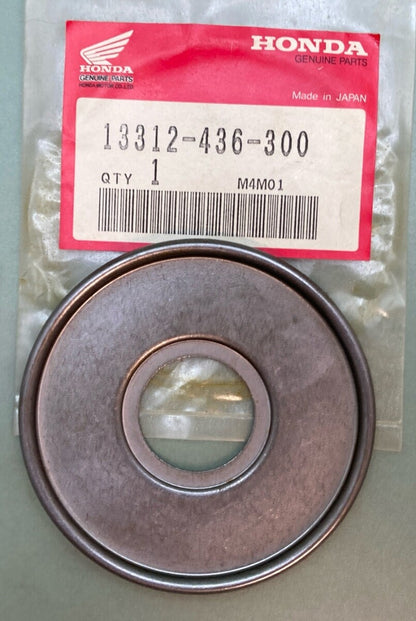 HONDA
GENUINE PARTS
HONDA MOTOR CO.,LTD.
HONDA
GENUINE PARTS
Made in JAPAN
13312-436-300
QTY 1 M4M01